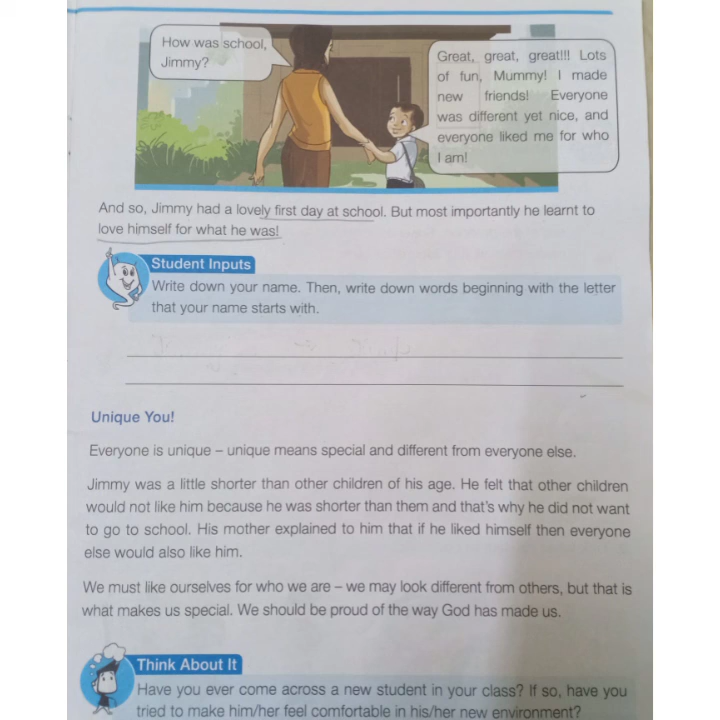 How was school,
Jimmy?
Great, great, great!!! Lots
of fun, Mummy! I made
new friends! Everyone
was different yet nice, and
everyone liked me for who
I am!
And so, Jimmy had a lovely first day at school. But most importantly he learnt to
love himself for what he was!
Student Inputs
Write down your name. Then, write down words beginning with the letter
that your name starts with.
Unique You!
Everyone is unique – unique means special and different from everyone else.
Jimmy was a little shorter than other children of his age. He felt that other children
would not like him because he was shorter than them and that's why he did not want
to go to school. His mother explained to him that if he liked himself then everyone
else would also like him.
We must like ourselves for who we are – we may look different from others, but that is
what makes us special. We should be proud of the way God has made us.
Think About It
Have you ever come across a new student in your class? If so, have you
tried to make him/her feel comfortable in his/her new environment?